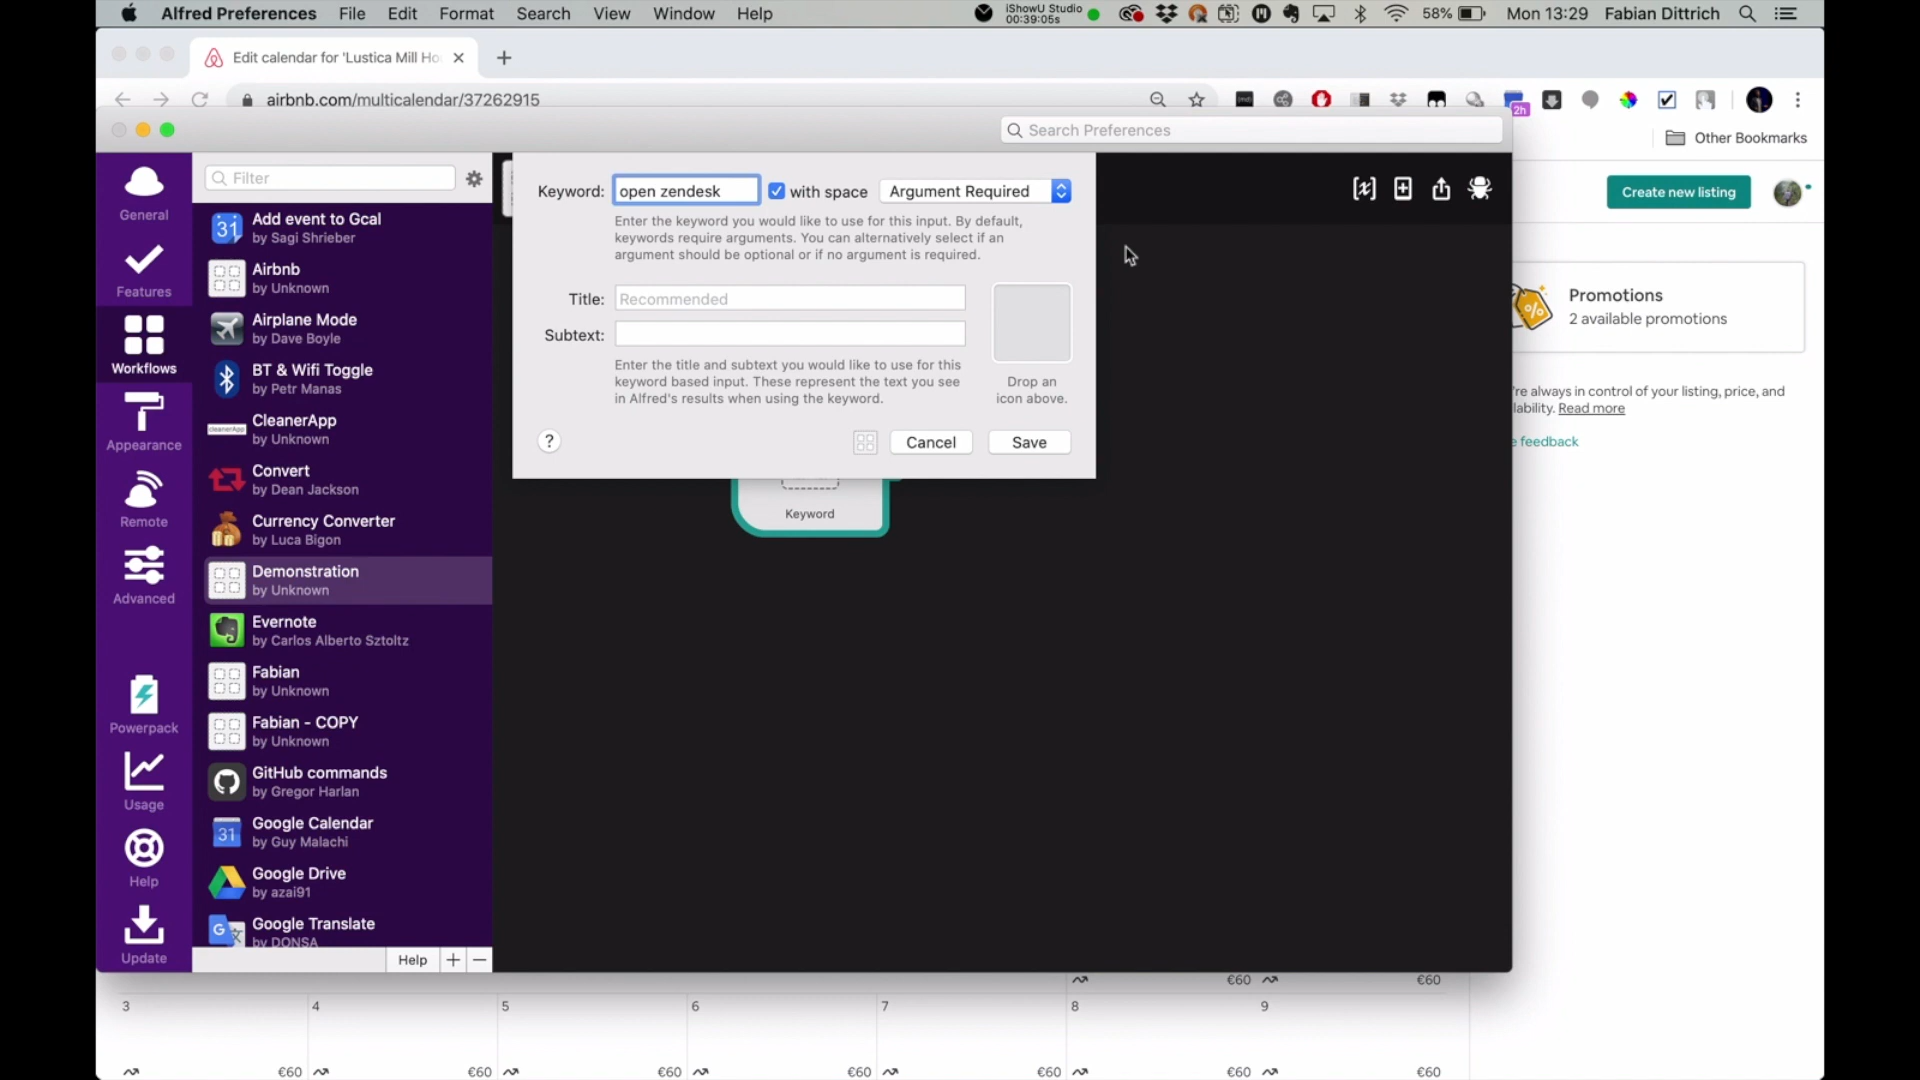 Alfred Preferences File Edit Format Search View Window Help
iShowU Studio
00:39:05s
58% Mon 13:29 Fabian Dittrich
Edit calendar for 'Lustica Mill Ho
airbnb.com/multicalendar/37262915
2h
Search Preferences
Other Bookmarks
General
Features
Workflows
Appearance
Remote
Advanced
Powerpack
Usage
Help
Update
Filter
31
Add event to Gcal
by Sagi Shrieber
Airbnb
by Unknown
Airplane Mode
by Dave Boyle
BT & Wifi Toggle
by Petr Manas
CleanerApp
by Unknown
Convert
by Dean Jackson
Currency Converter
by Luca Bigon
Demonstration
by Unknown
Evernote
by Carlos Alberto Sztoltz
Fabian
by Unknown
Fabian - COPY
by Unknown
GitHub commands
by Gregor Harlan
31
Google Calendar
by Guy Malachi
Google Drive
by azai91
Google Translate
by DONSA
Help + −
Keyword: open zendesk with space Argument Required
Enter the keyword you would like to use for this input. By default,
keywords require arguments. You can alternatively select if an
argument should be optional or if no argument is required.
Title: Recommended
Subtext:
Enter the title and subtext you would like to use for this
keyword based input. These represent the text you see
in Alfred's results when using the keyword.
Drop an
icon above.
? Cancel Save
Keyword
Create new listing
Promotions
2 available promotions
're always in control of your listing, price, and
lability. Read more
e feedback
€60 €60
3 4 5 6 7 8 9
€60 €60 €60 €60 €60 €60 €60